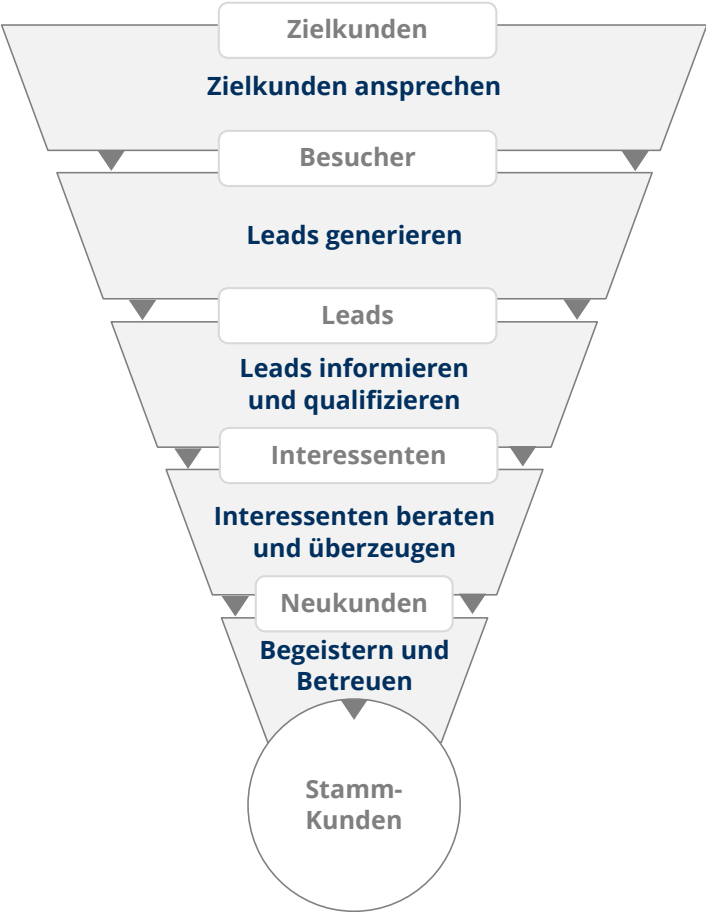 Zielkunden
Zielkunden ansprechen
Besucher
Leads generieren
Leads
Leads informieren
und qualifizieren
Interessenten
Interessenten beraten
und überzeugen
Neukunden
Begeistern und
Betreuen
Stamm-
Kunden